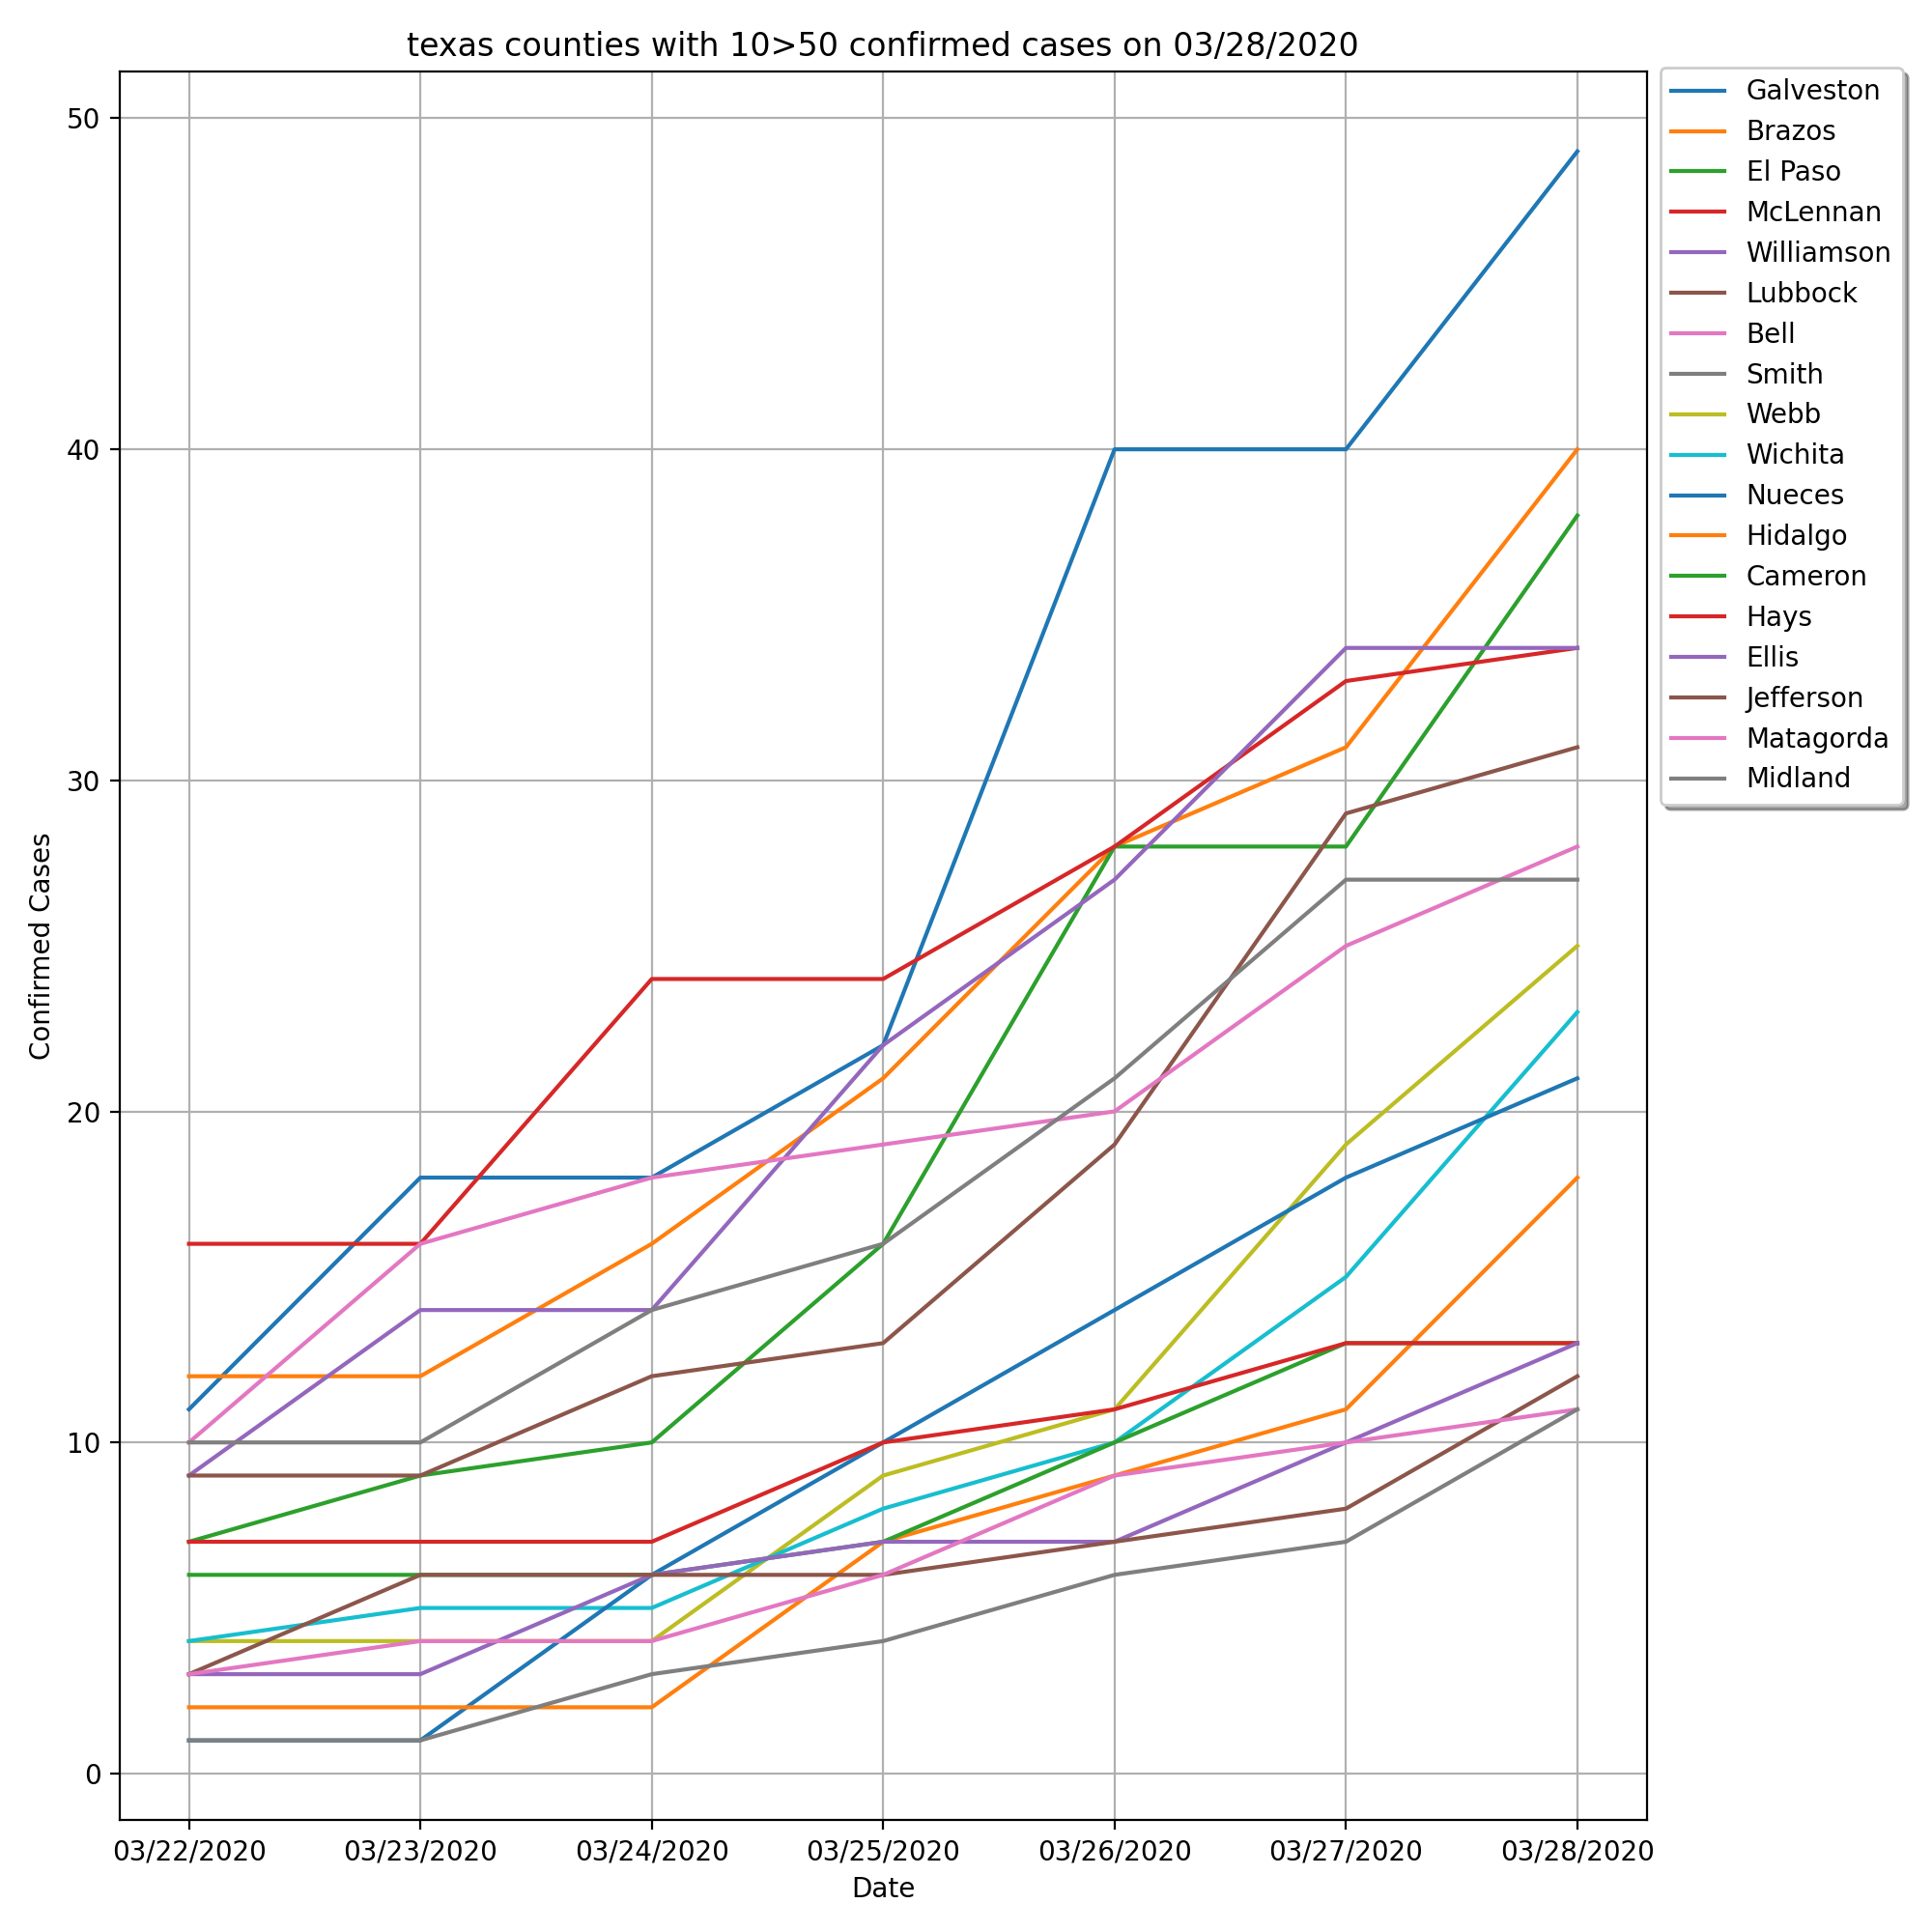 texas counties with 10>50 confirmed cases on 03/28/2020
Galveston
Brazos
El Paso
McLennan
Williamson
Lubbock
Bell
Smith
Webb
Wichita
Nueces
Hidalgo
Cameron
Hays
Ellis
Jefferson
Matagorda
Midland
Confirmed Cases
50
40
30
20
10
0
03/22/2020 03/23/2020 03/24/2020 03/25/2020 03/26/2020 03/27/2020 03/28/2020
Date